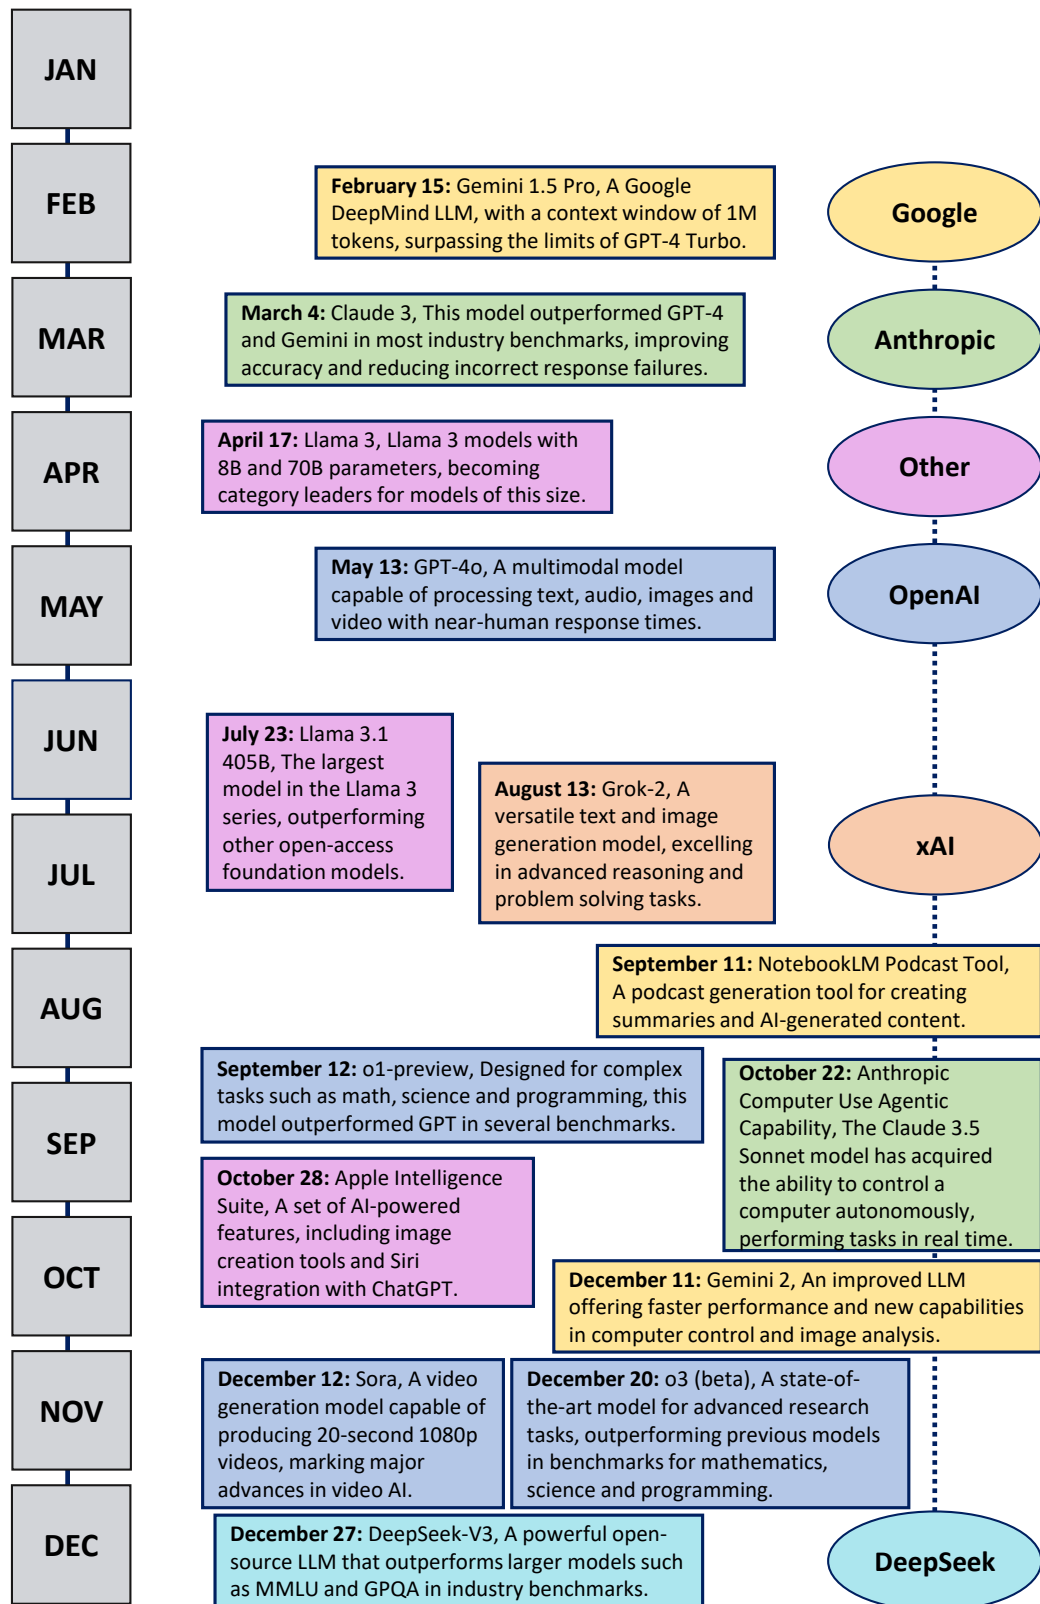 JAN
FEB
February 15: Gemini 1.5 Pro, A Google
DeepMind LLM, with a context window of 1M
tokens, surpassing the limits of GPT-4 Turbo.
Google
MAR
March 4: Claude 3, This model outperformed GPT-4
and Gemini in most industry benchmarks, improving
accuracy and reducing incorrect response failures.
Anthropic
APR
April 17: Llama 3, Llama 3 models with
8B and 70B parameters, becoming
category leaders for models of this size.
Other
MAY
May 13: GPT-4o, A multimodal model
capable of processing text, audio, images and
video with near-human response times.
OpenAI
JUN
July 23: Llama 3.1
405B, The largest
model in the Llama 3
series, outperforming
other open-access
foundation models.
August 13: Grok-2, A
versatile text and image
generation model, excelling
in advanced reasoning and
problem solving tasks.
xAI
JUL
AUG
September 11: NotebookLM Podcast Tool,
A podcast generation tool for creating
summaries and AI-generated content.
SEP
September 12: o1-preview, Designed for complex
tasks such as math, science and programming, this
model outperformed GPT in several benchmarks.
October 22: Anthropic
Computer Use Agentic
Capability, The Claude 3.5
Sonnet model has acquired
the ability to control a
computer autonomously,
performing tasks in real time.
October 28: Apple Intelligence
Suite, A set of AI-powered
features, including image
creation tools and Siri
integration with ChatGPT.
OCT
December 11: Gemini 2, An improved LLM
offering faster performance and new capabilities
in computer control and image analysis.
NOV
December 12: Sora, A video
generation model capable of
producing 20-second 1080p
videos, marking major
advances in video AI.
December 20: o3 (beta), A state-of-
the-art model for advanced research
tasks, outperforming previous models
in benchmarks for mathematics,
science and programming.
DEC
December 27: DeepSeek-V3, A powerful open-
source LLM that outperforms larger models such
as MMLU and GPQA in industry benchmarks.
DeepSeek